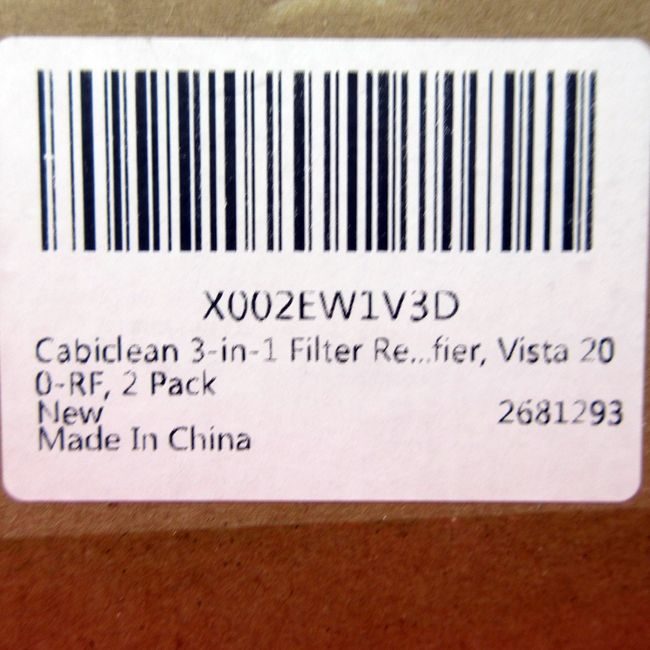 X002EW1V3D
Cabiclean 3-in-1 Filter Re...fier, Vista 20
0-RF, 2 Pack
New 2681293
Made In China